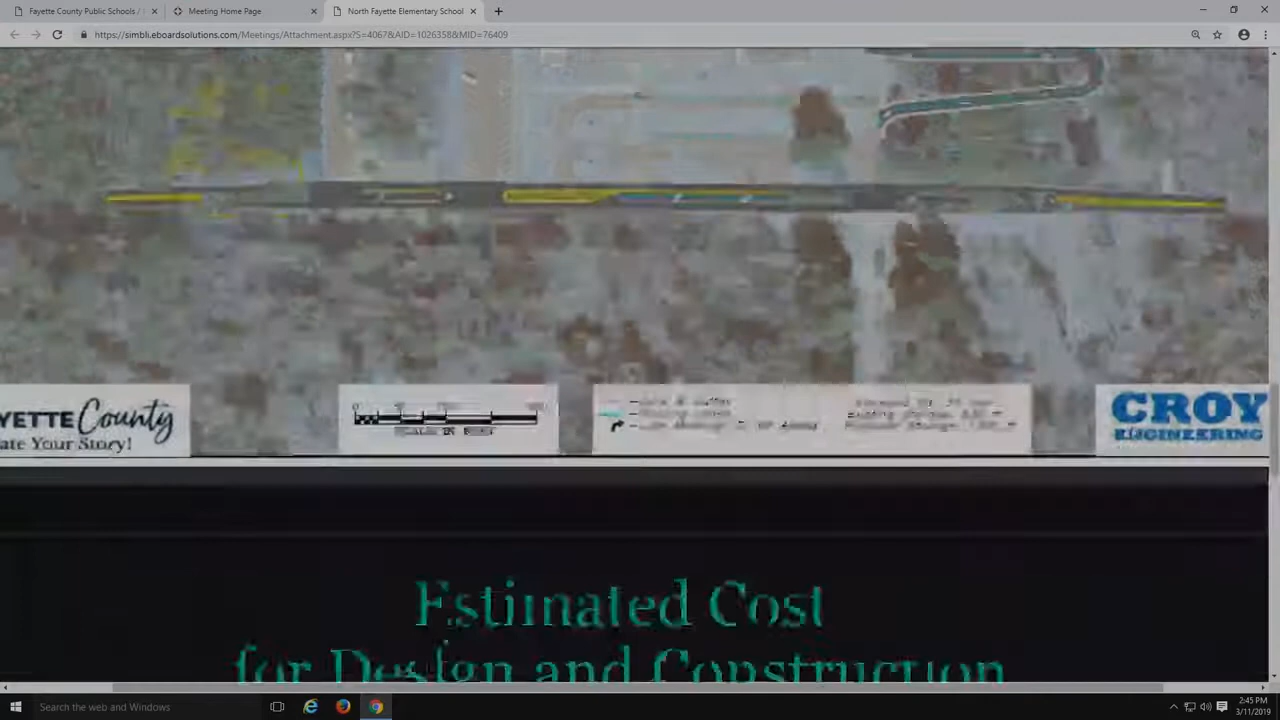 Fayette County Public Schools /
Meeting Home Page
North Fayette Elementary School
https://simbli.eboardsolutions.com/Meetings/Attachment.aspx?S=4067&AID=1026358&MID=76409
YETTE County
ate Your Story!
CROY
ENGINEERING
Estimated Cost
for Design and Construction
Search the web and Windows
2:45 PM
3/11/2019